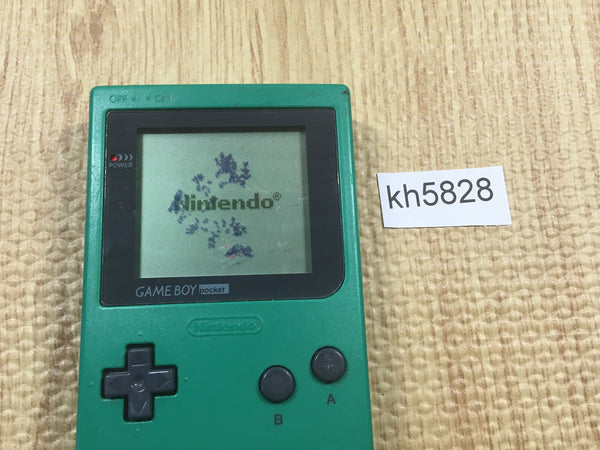 OFF ON
POWER
Nintendo®
kh5828
GAME BOY pocket
Nintendo
B
A